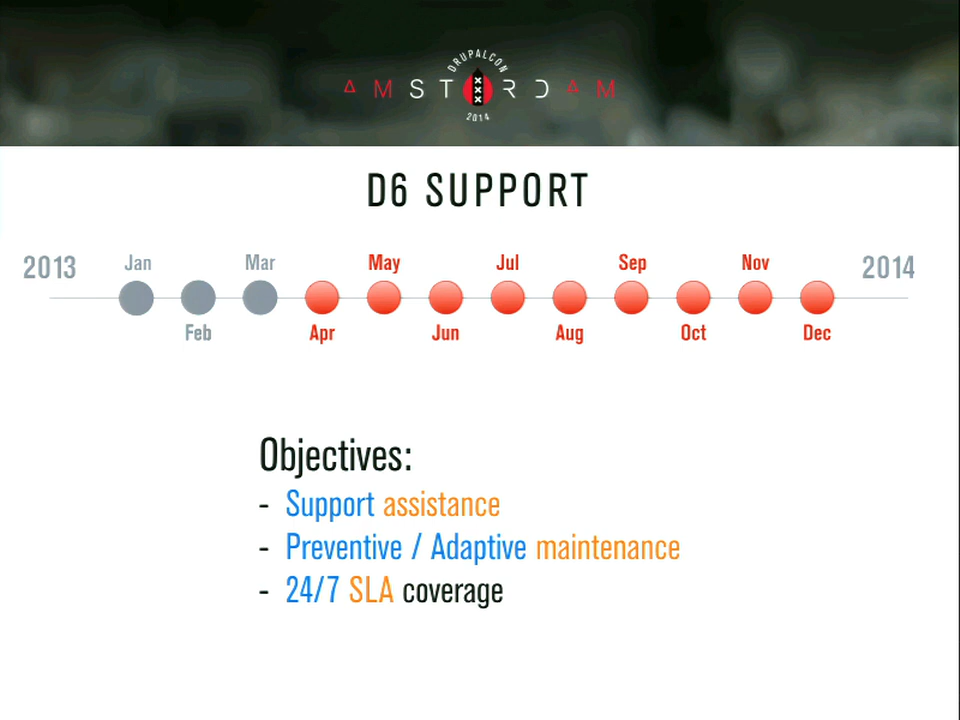 DRUPALCON
AMSTERDAM
2014
D6 SUPPORT
2013 Jan Mar May Jul Sep Nov 2014
Feb Apr Jun Aug Oct Dec
Objectives:
- Support assistance
- Preventive / Adaptive maintenance
- 24/7 SLA coverage